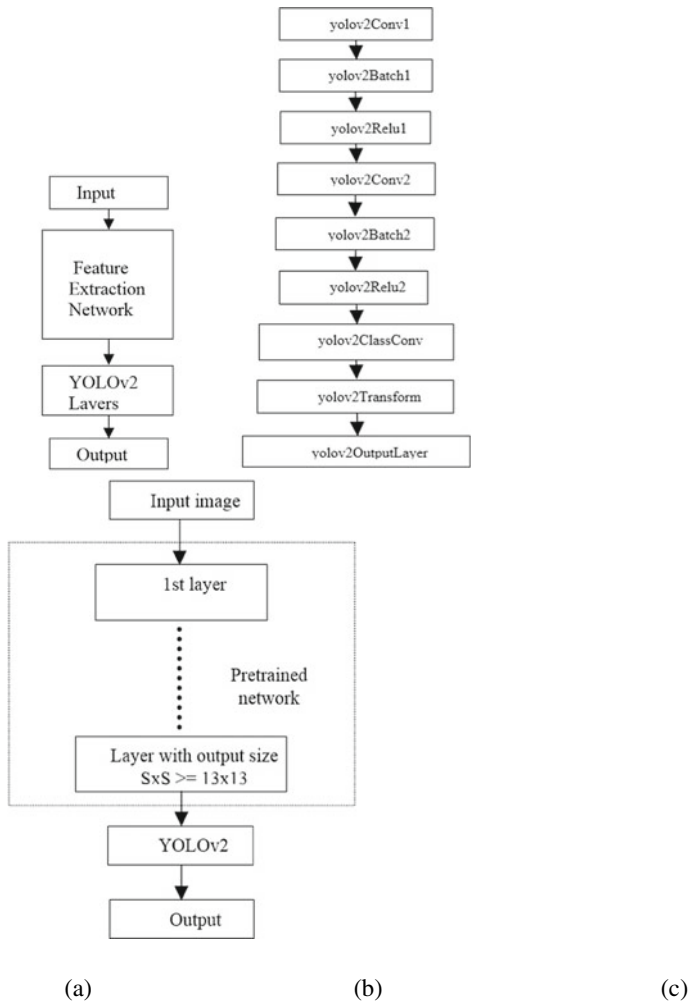 Input
Feature
Extraction
Network
YOLOv2
Lavers
Output
yolov2Conv1
yolov2Batch1
yolov2Relu1
yolov2Conv2
yolov2Batch2
yolov2Relu2
yolov2ClassConv
yolov2Transform
yolov2OutputLayer
Input image
1st layer
Pretrained
network
Layer with output size
SxS >= 13x13
YOLOv2
Output
(a) (b) (c)